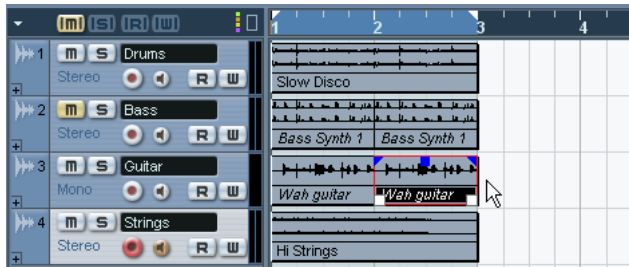 m S R W
1 2 3 4
1 m S Drums
Stereo R W
Slow Disco
2 m S Bass
Stereo R W
Bass Synth 1 Bass Synth 1
3 m S Guitar
Mono R W
Wah guitar Wah guitar
4 m S Strings
Stereo R W
Hi Strings